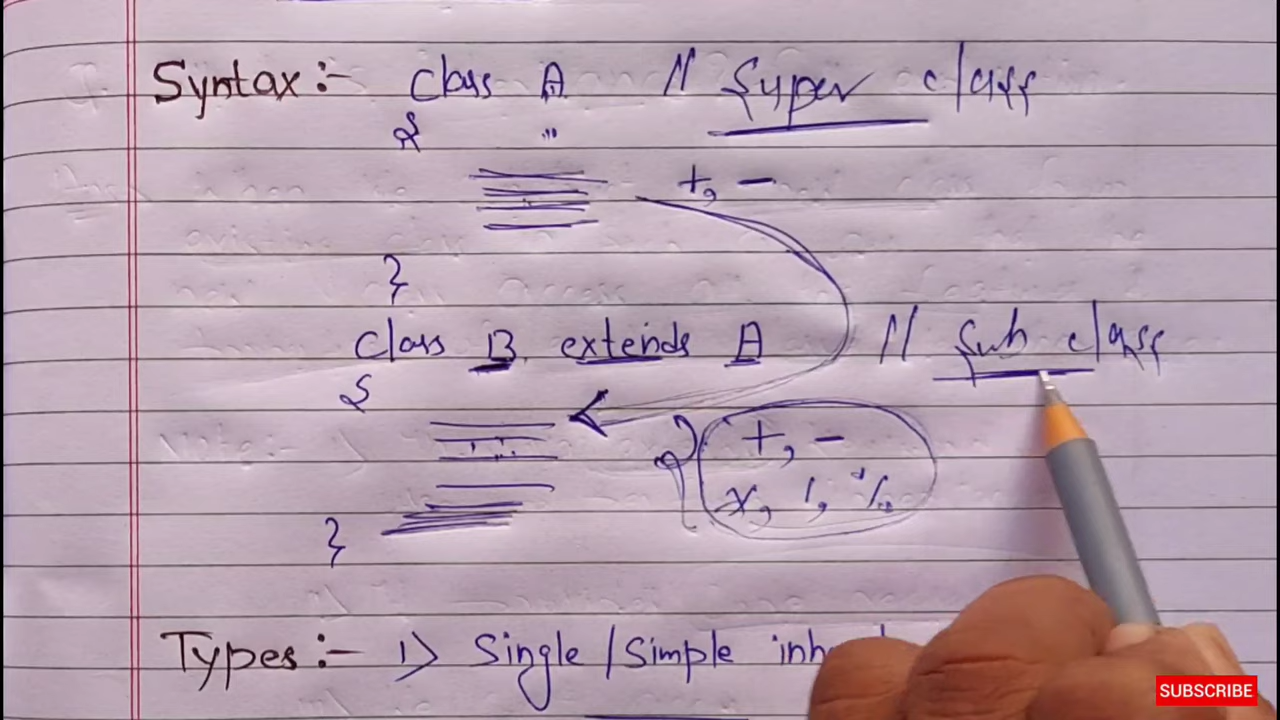 Syntax :- class A // Super class
{ "
+, -
}
class B extends A // Sub class
{
+, -
x, /, %
}
Types :- 1) Single /Simple
SUBSCRIBE